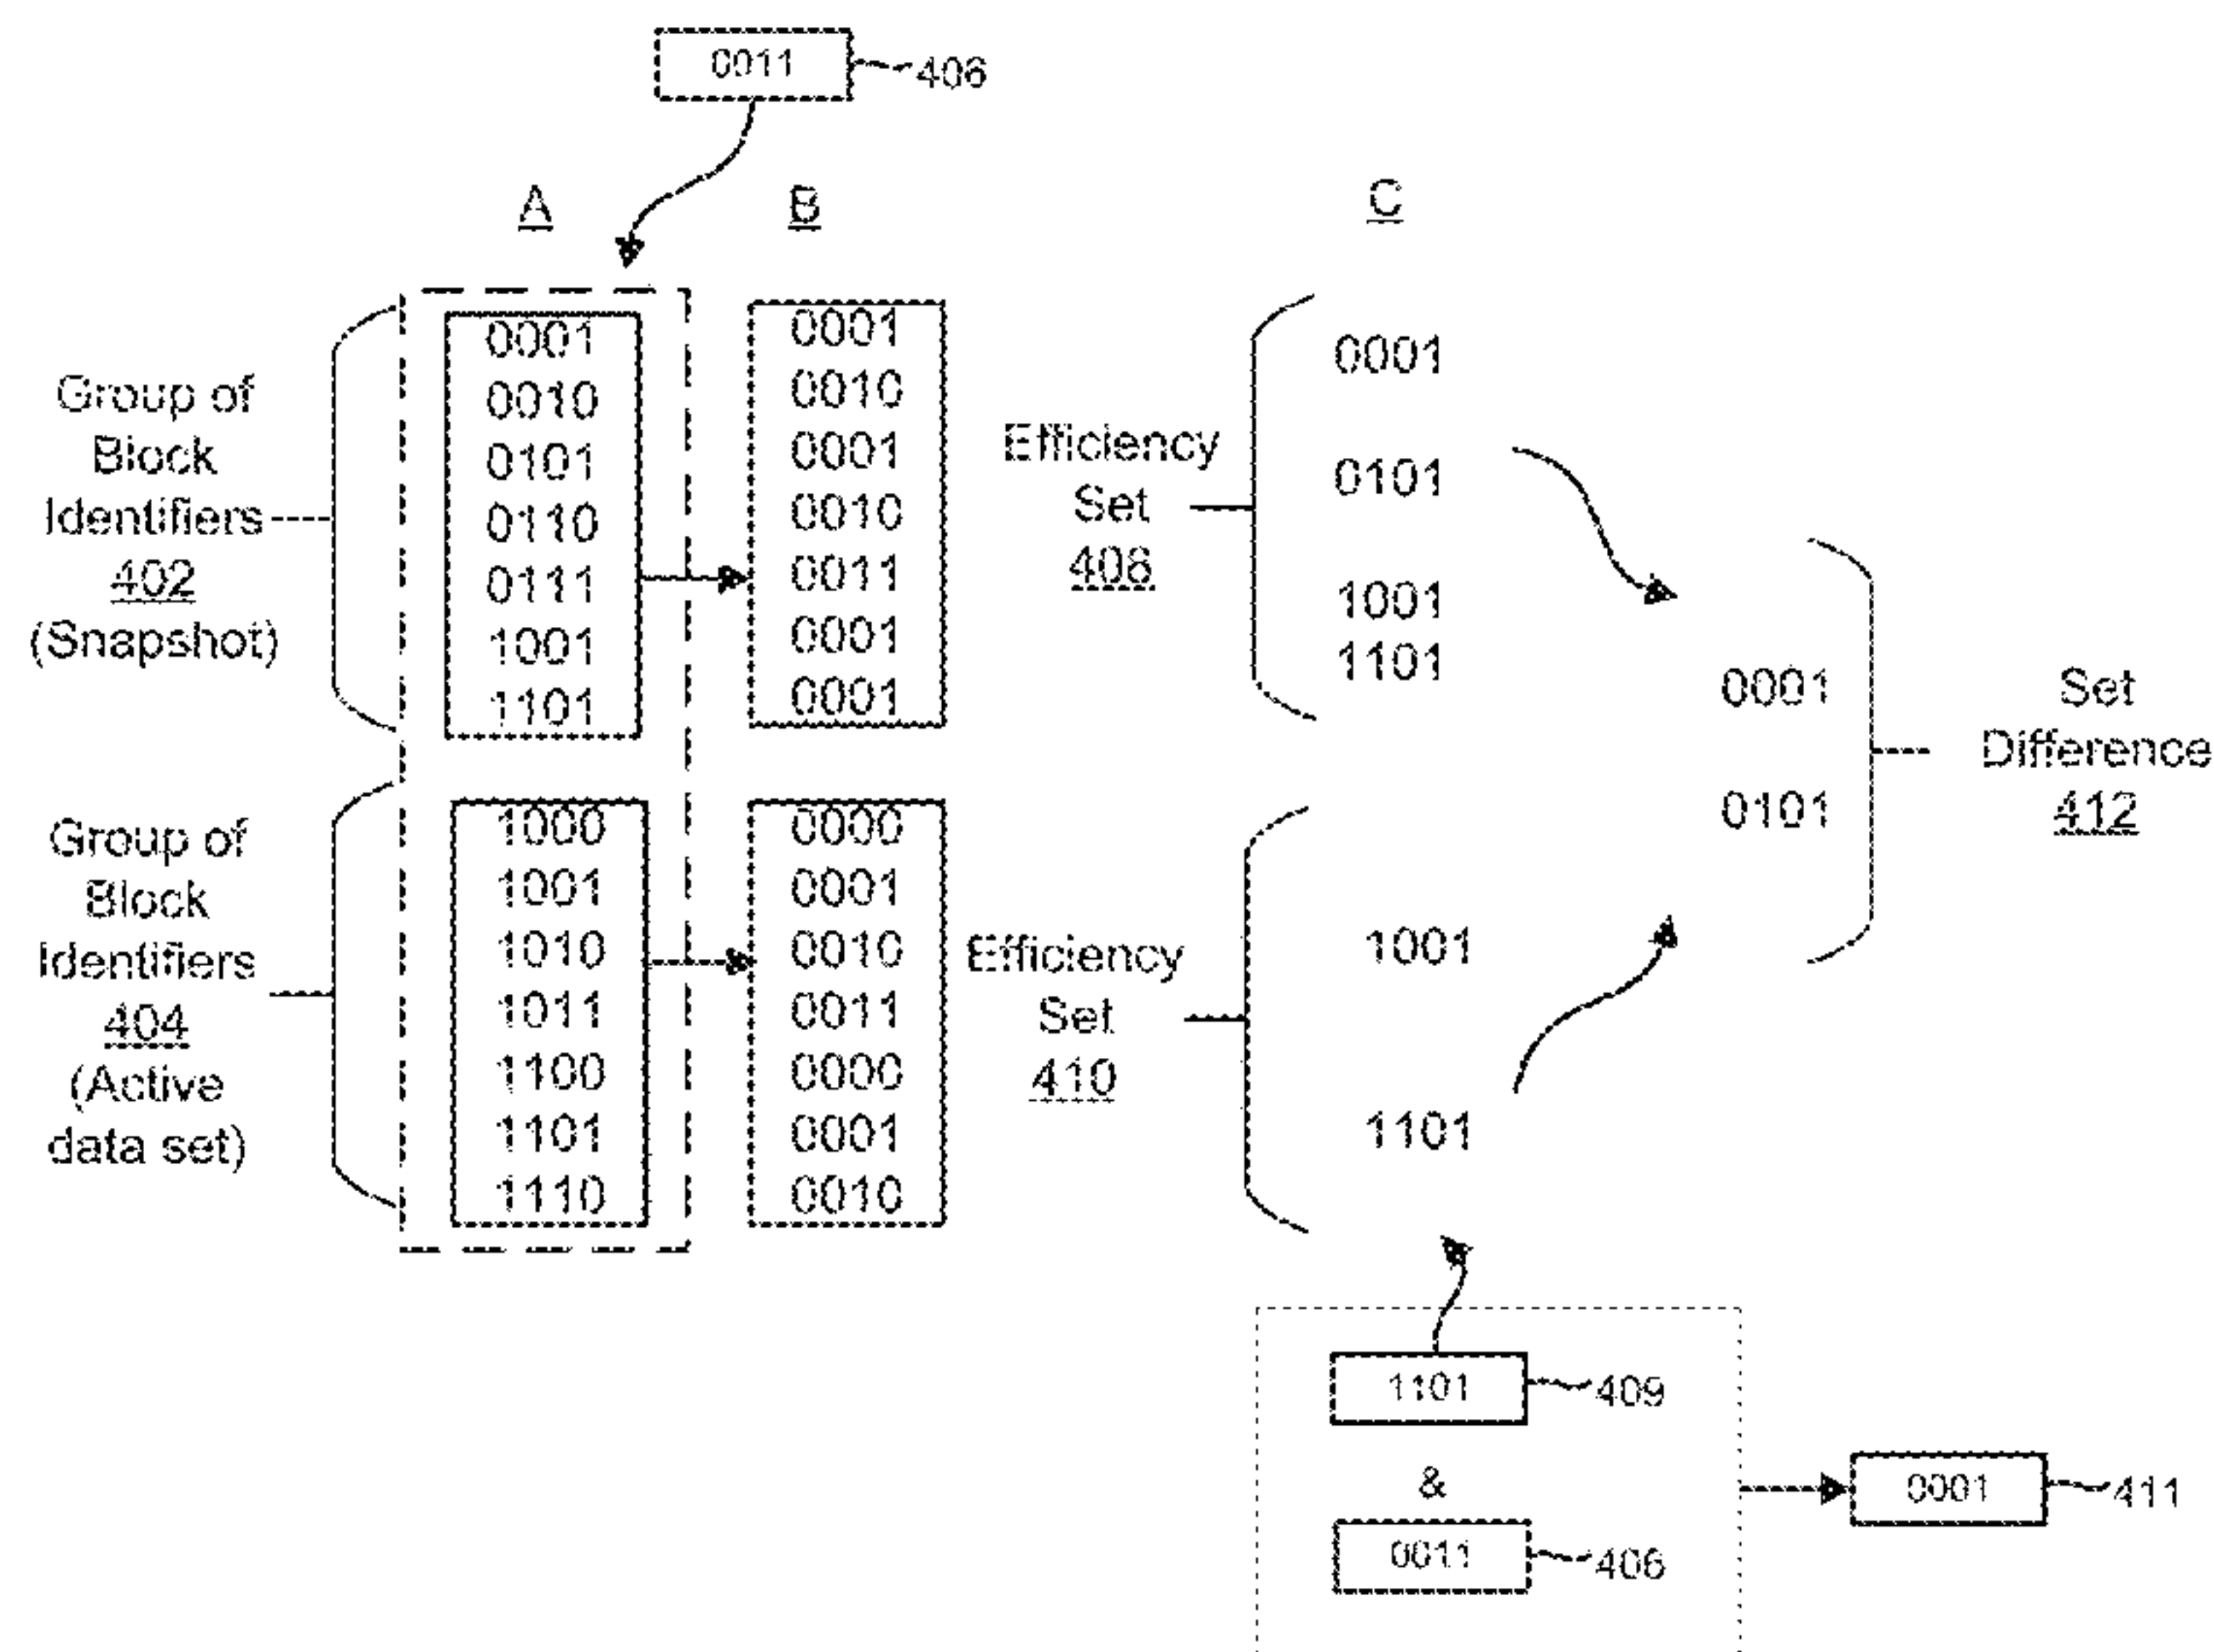 0011
406
A
B
C
Group of
Block
Identifiers
402
(Snapshot)
0001
0010
0101
0110
0111
1001
1101
0001
0010
0001
0010
0011
0001
0001
Efficiency
Set
408
0001
0101
1001
1101
Group of
Block
Identifiers
404
(Active
data set)
1000
1001
1010
1011
1100
1101
1110
0000
0001
0010
0011
0000
0001
0010
Efficiency
Set
410
1001
1101
0001
0101
Set
Difference
412
1101
409
&
0011
406
0001
411